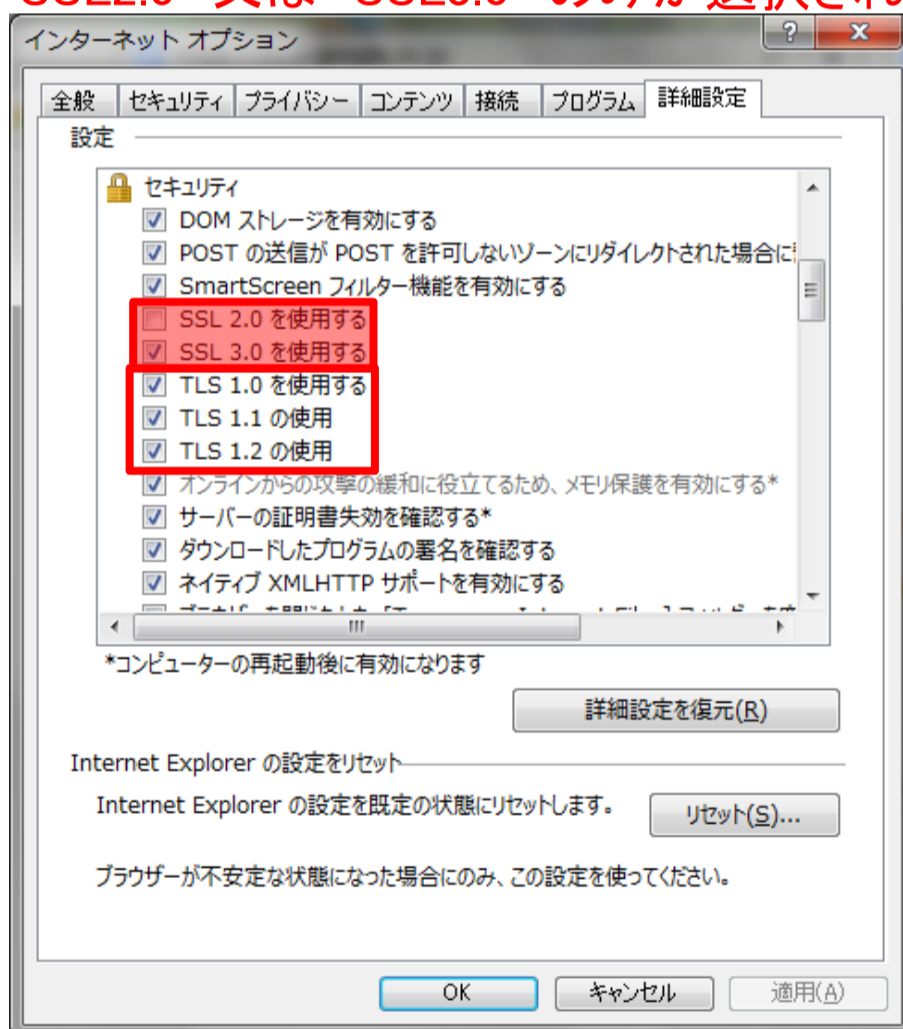 SSL2.0 又は SSL3.0 のみが選択され
インターネット オプション
全般 セキュリティ プライバシー コンテンツ 接続 プログラム 詳細設定
設定
セキュリティ
DOM ストレージを有効にする
POST の送信が POST を許可しないゾーンにリダイレクトされた場合に
SmartScreen フィルター機能を有効にする
SSL 2.0 を使用する
SSL 3.0 を使用する
TLS 1.0 を使用する
TLS 1.1 の使用
TLS 1.2 の使用
オンラインからの攻撃の緩和に役立てるため、メモリ保護を有効にする*
サーバーの証明書失効を確認する*
ダウンロードしたプログラムの署名を確認する
ネイティブ XMLHTTP サポートを有効にする
*コンピューターの再起動後に有効になります
詳細設定を復元(R)
Internet Explorer の設定をリセット
Internet Explorer の設定を既定の状態にリセットします。
リセット(S)...
ブラウザーが不安定な状態になった場合にのみ、この設定を使ってください。
OK キャンセル 適用(A)